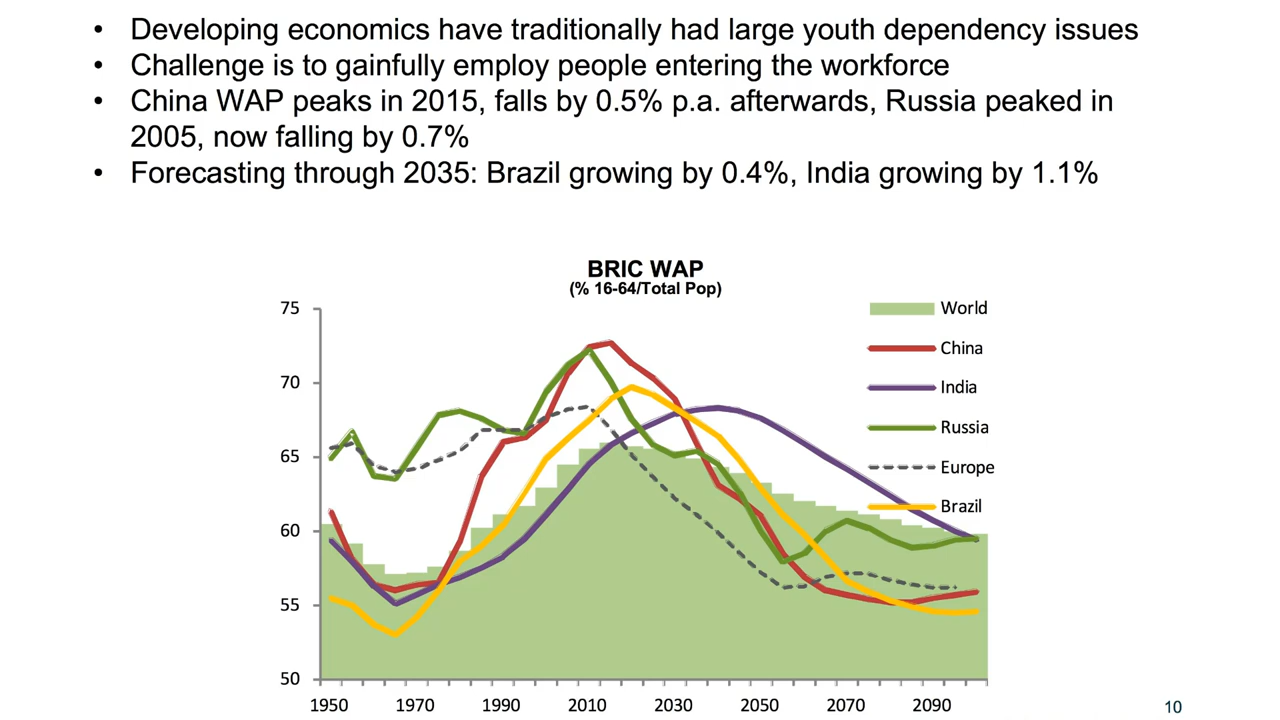 • Developing economics have traditionally had large youth dependency issues
• Challenge is to gainfully employ people entering the workforce
• China WAP peaks in 2015, falls by 0.5% p.a. afterwards, Russia peaked in
2005, now falling by 0.7%
• Forecasting through 2035: Brazil growing by 0.4%, India growing by 1.1%
BRIC WAP
(% 16-64/Total Pop)
75
70
65
60
55
50
World
China
India
Russia
Europe
Brazil
1950 1970 1990 2010 2030 2050 2070 2090
10